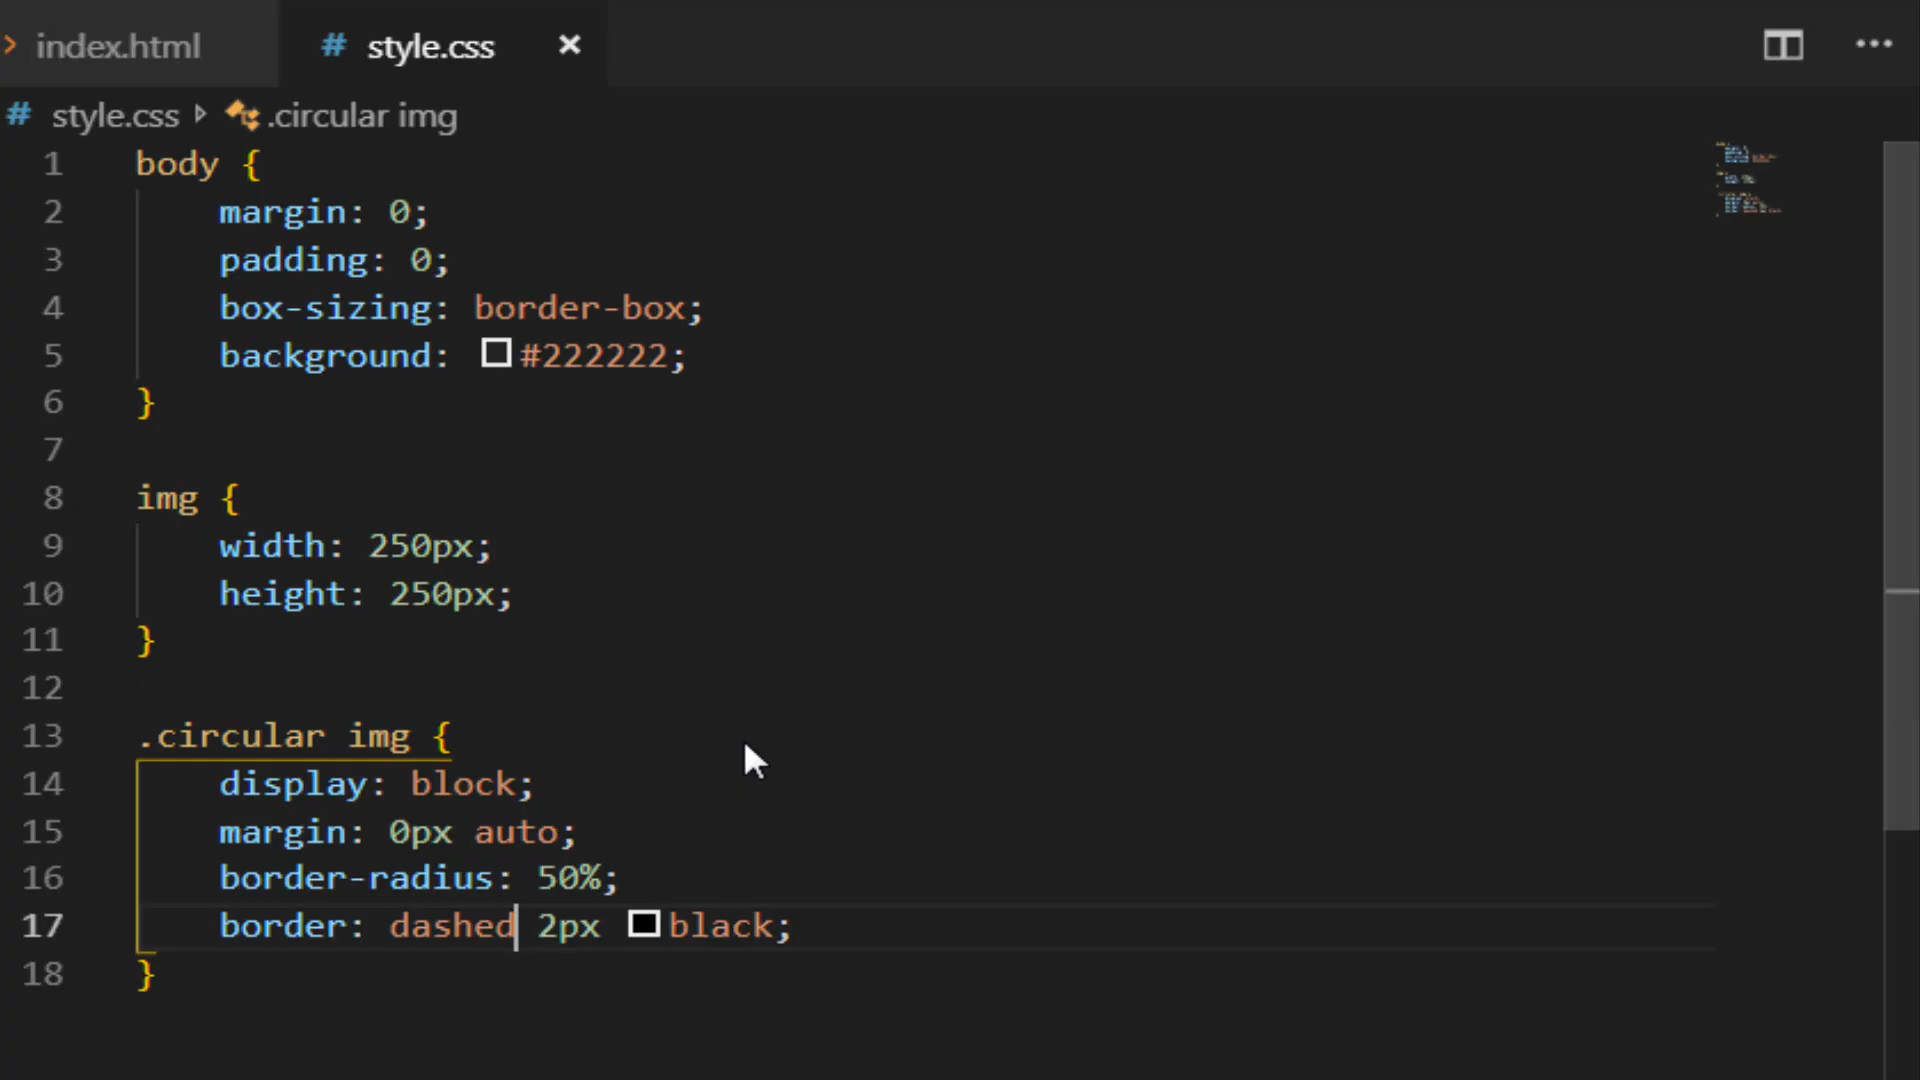 index.html
# style.css
# style.css .circular img
1 body {
2 margin: 0;
3 padding: 0;
4 box-sizing: border-box;
5 background: #222222;
6 }
7
8 img {
9 width: 250px;
10 height: 250px;
11 }
12
13 .circular img {
14 display: block;
15 margin: 0px auto;
16 border-radius: 50%;
17 border: dashed 2px black;
18 }